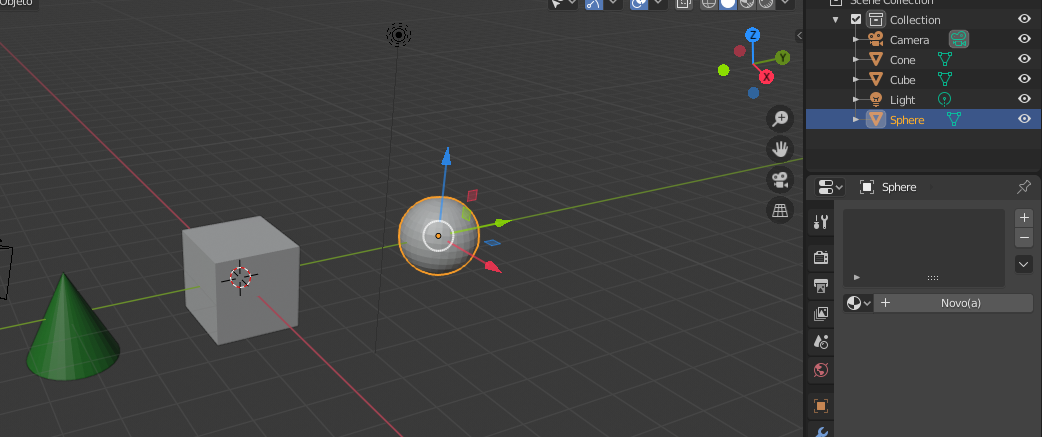 Objeto
Scene Collection
Collection
Camera
Cone
Cube
Light
Sphere
Z
Y
X
Sphere
Novo(a)